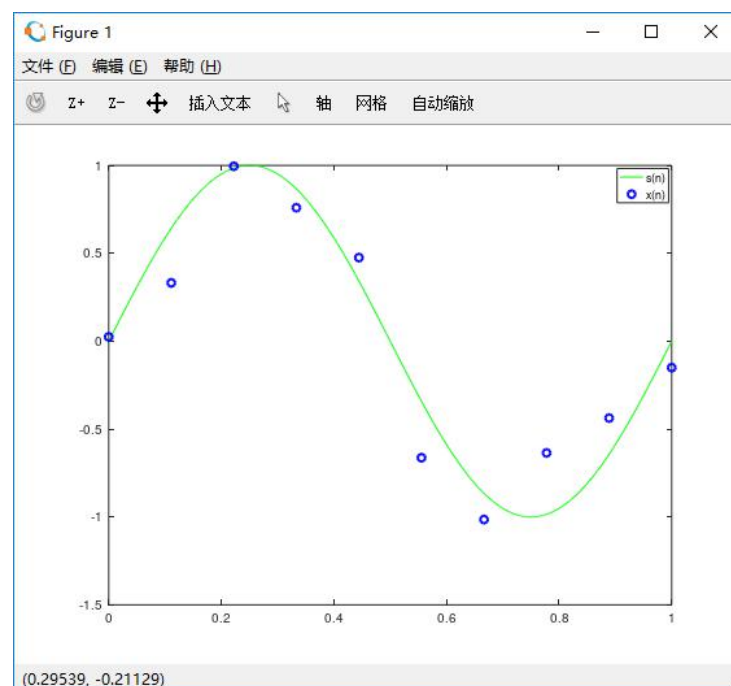 Figure 1
文件 (F) 编辑 (E) 帮助 (H)
Z+ Z- 插入文本 轴 网格 自动缩放
1
0.5
0
-0.5
-1
-1.5
0 0.2 0.4 0.6 0.8 1
s(n)
x(n)
(0.29539, -0.21129)